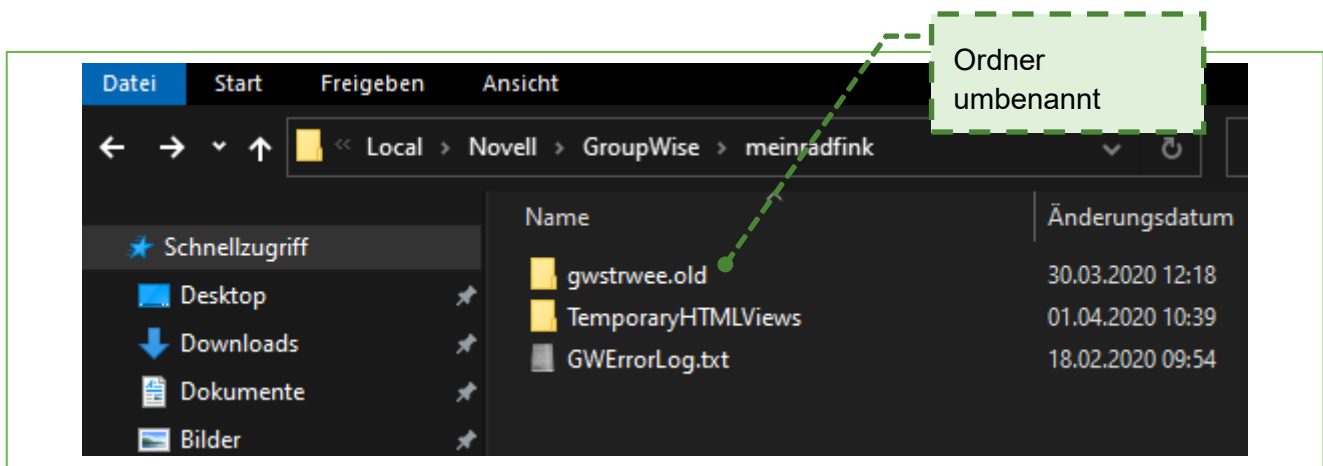 Ordner
umbenannt
Datei Start Freigeben Ansicht
« Local > Novell > GroupWise > meinradfink
Name Änderungsdatum
Schnellzugriff
gwstrwee.old 30.03.2020 12:18
Desktop
TemporaryHTMLViews 01.04.2020 10:39
Downloads
GWErrorLog.txt 18.02.2020 09:54
Dokumente
Bilder